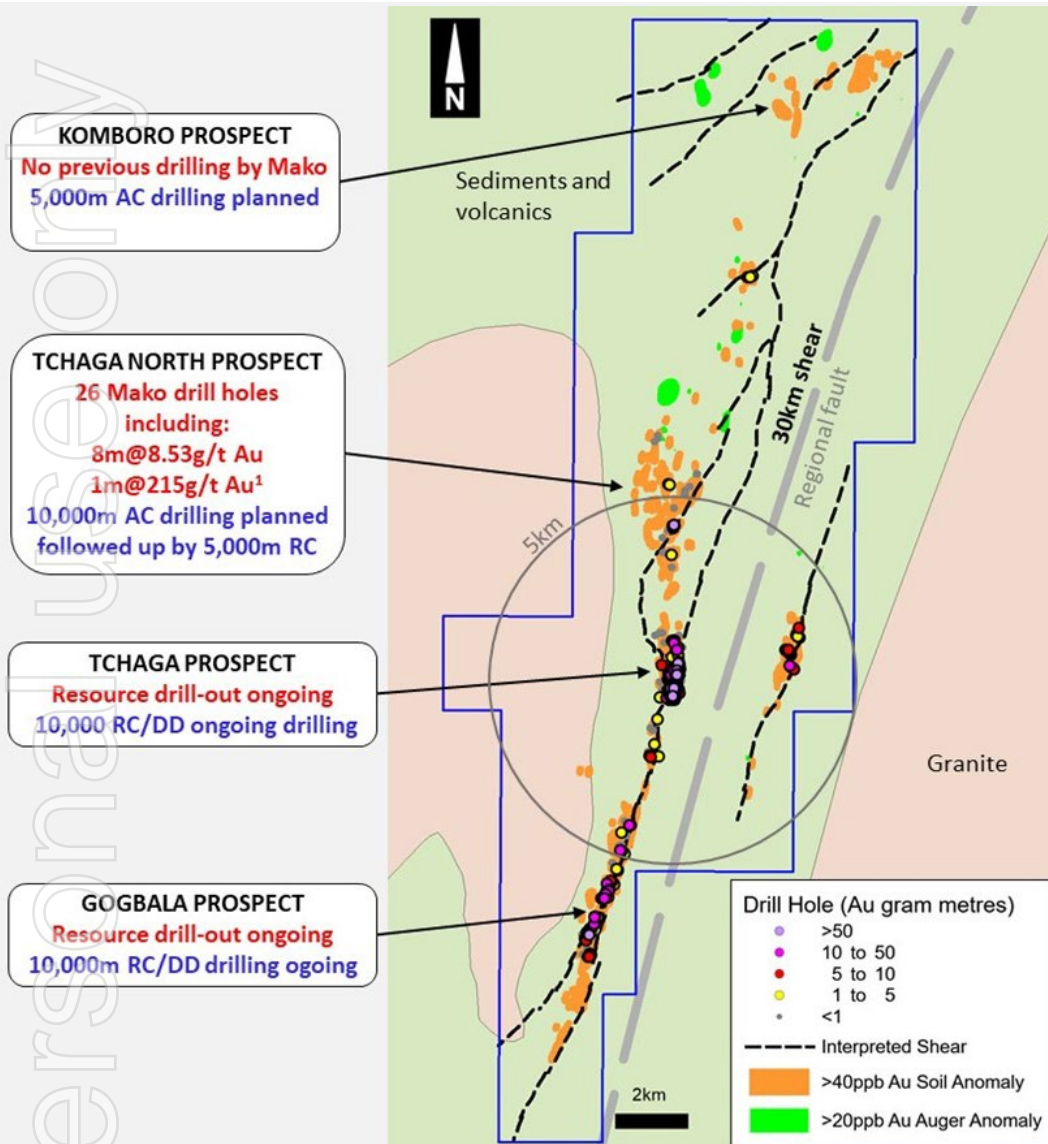 N
KOMBORO PROSPECT
No previous drilling by Mako
5,000m AC drilling planned
Sediments and
volcanics
TCHAGA NORTH PROSPECT
26 Mako drill holes
including:
8m@8.53g/t Au
1m@215g/t Au¹
10,000m AC drilling planned
followed up by 5,000m RC
30km shear
Regional fault
5km
TCHAGA PROSPECT
Resource drill-out ongoing
10,000 RC/DD ongoing drilling
Granite
GOGBALA PROSPECT
Resource drill-out ongoing
10,000m RC/DD drilling ogoing
Drill Hole (Au gram metres)
>50
10 to 50
5 to 10
1 to 5
<1
Interpreted Shear
>40ppb Au Soil Anomaly
>20ppb Au Auger Anomaly
2km
ersonal use only